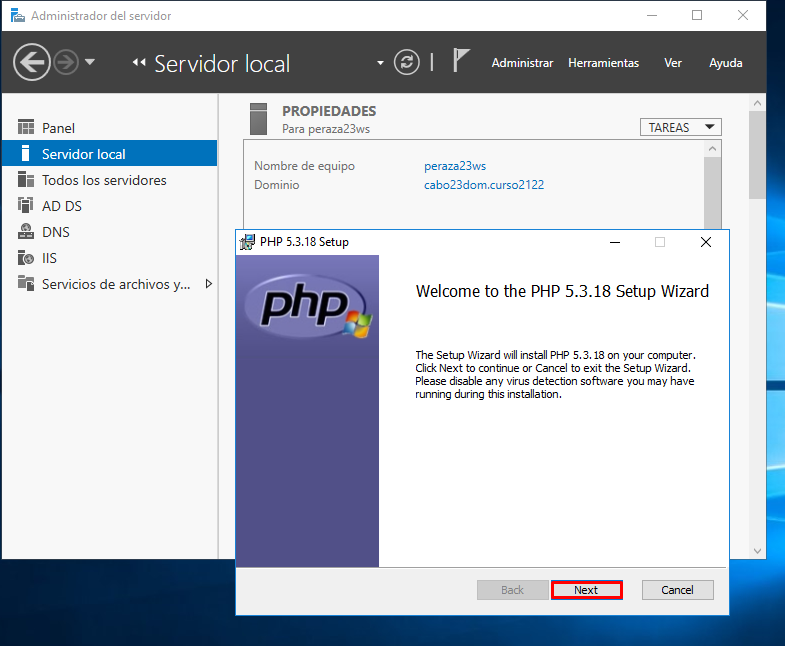 Administrador del servidor
Servidor local
Administrar Herramientas Ver Ayuda
Panel
Servidor local
Todos los servidores
AD DS
DNS
IIS
Servicios de archivos y...
PROPIEDADES
Para peraza23ws
TAREAS
Nombre de equipo peraza23ws
Dominio cabo23dom.curso2122
PHP 5.3.18 Setup
php
Welcome to the PHP 5.3.18 Setup Wizard
The Setup Wizard will install PHP 5.3.18 on your computer.
Click Next to continue or Cancel to exit the Setup Wizard.
Please disable any virus detection software you may have
running during this installation.
Back Next Cancel